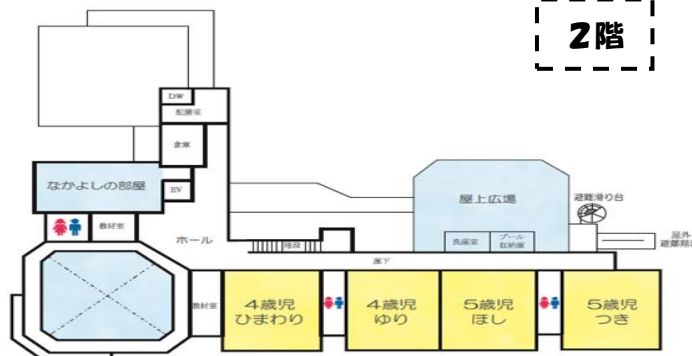 2階
DW
配膳室
倉庫
なかよしの部屋
EV
教材室
ホール
階段
屋上広場
洗濯室
プール
収納庫
避難滑り台
屋外
避難階段
廊下
教材室
4歳児
ひまわり
4歳児
ゆり
5歳児
ほし
5歳児
つき